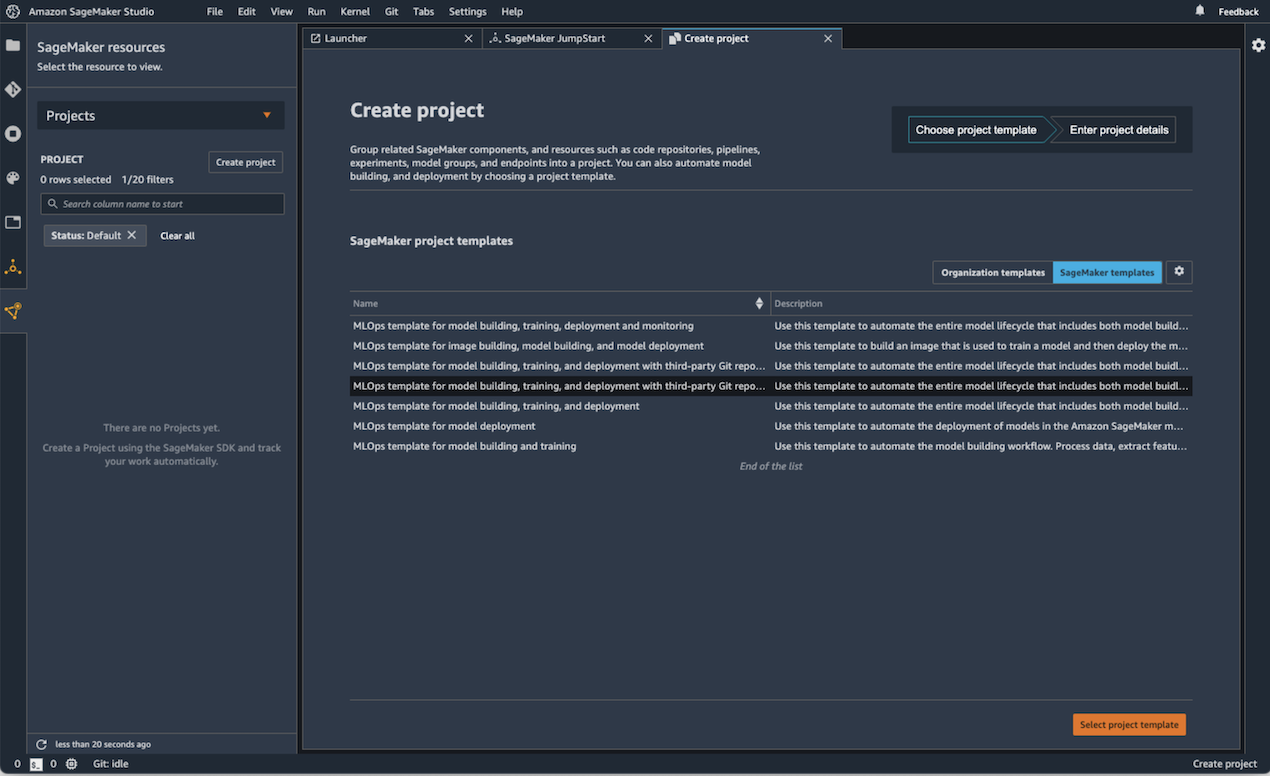 Amazon SageMaker Studio
File Edit View Run Kernel Git Tabs Settings Help
Feedback
SageMaker resources
Select the resource to view.
Projects
PROJECT
Create project
0 rows selected 1/20 filters
Search column name to start
Status: Default
Clear all
There are no Projects yet.
Create a Project using the SageMaker SDK and track
your work automatically.
less than 20 seconds ago
Launcher
SageMaker JumpStart
Create project
Create project
Choose project template
Enter project details
Group related SageMaker components, and resources such as code repositories, pipelines,
experiments, model groups, and endpoints into a project. You can also automate model
building, and deployment by choosing a project template.
SageMaker project templates
Organization templates
SageMaker templates
Name Description
MLOps template for model building, training, deployment and monitoring Use this template to automate the entire model lifecycle that includes both model build...
MLOps template for image building, model building, and model deployment Use this template to build an image that is used to train a model and then deploy the m...
MLOps template for model building, training, and deployment with third-party Git repo... Use this template to automate the entire model lifecycle that includes both model buidl...
MLOps template for model building, training, and deployment with third-party Git repo... Use this template to automate the entire model lifecycle that includes both model buidl...
MLOps template for model building, training, and deployment Use this template to automate the entire model lifecycle that includes both model build...
MLOps template for model deployment Use this template to automate the deployment of models in the Amazon SageMaker m...
MLOps template for model building and training Use this template to automate the model building workflow. Process data, extract featu...
End of the list
Select project template
0 $_ 0 Git: idle
Create project